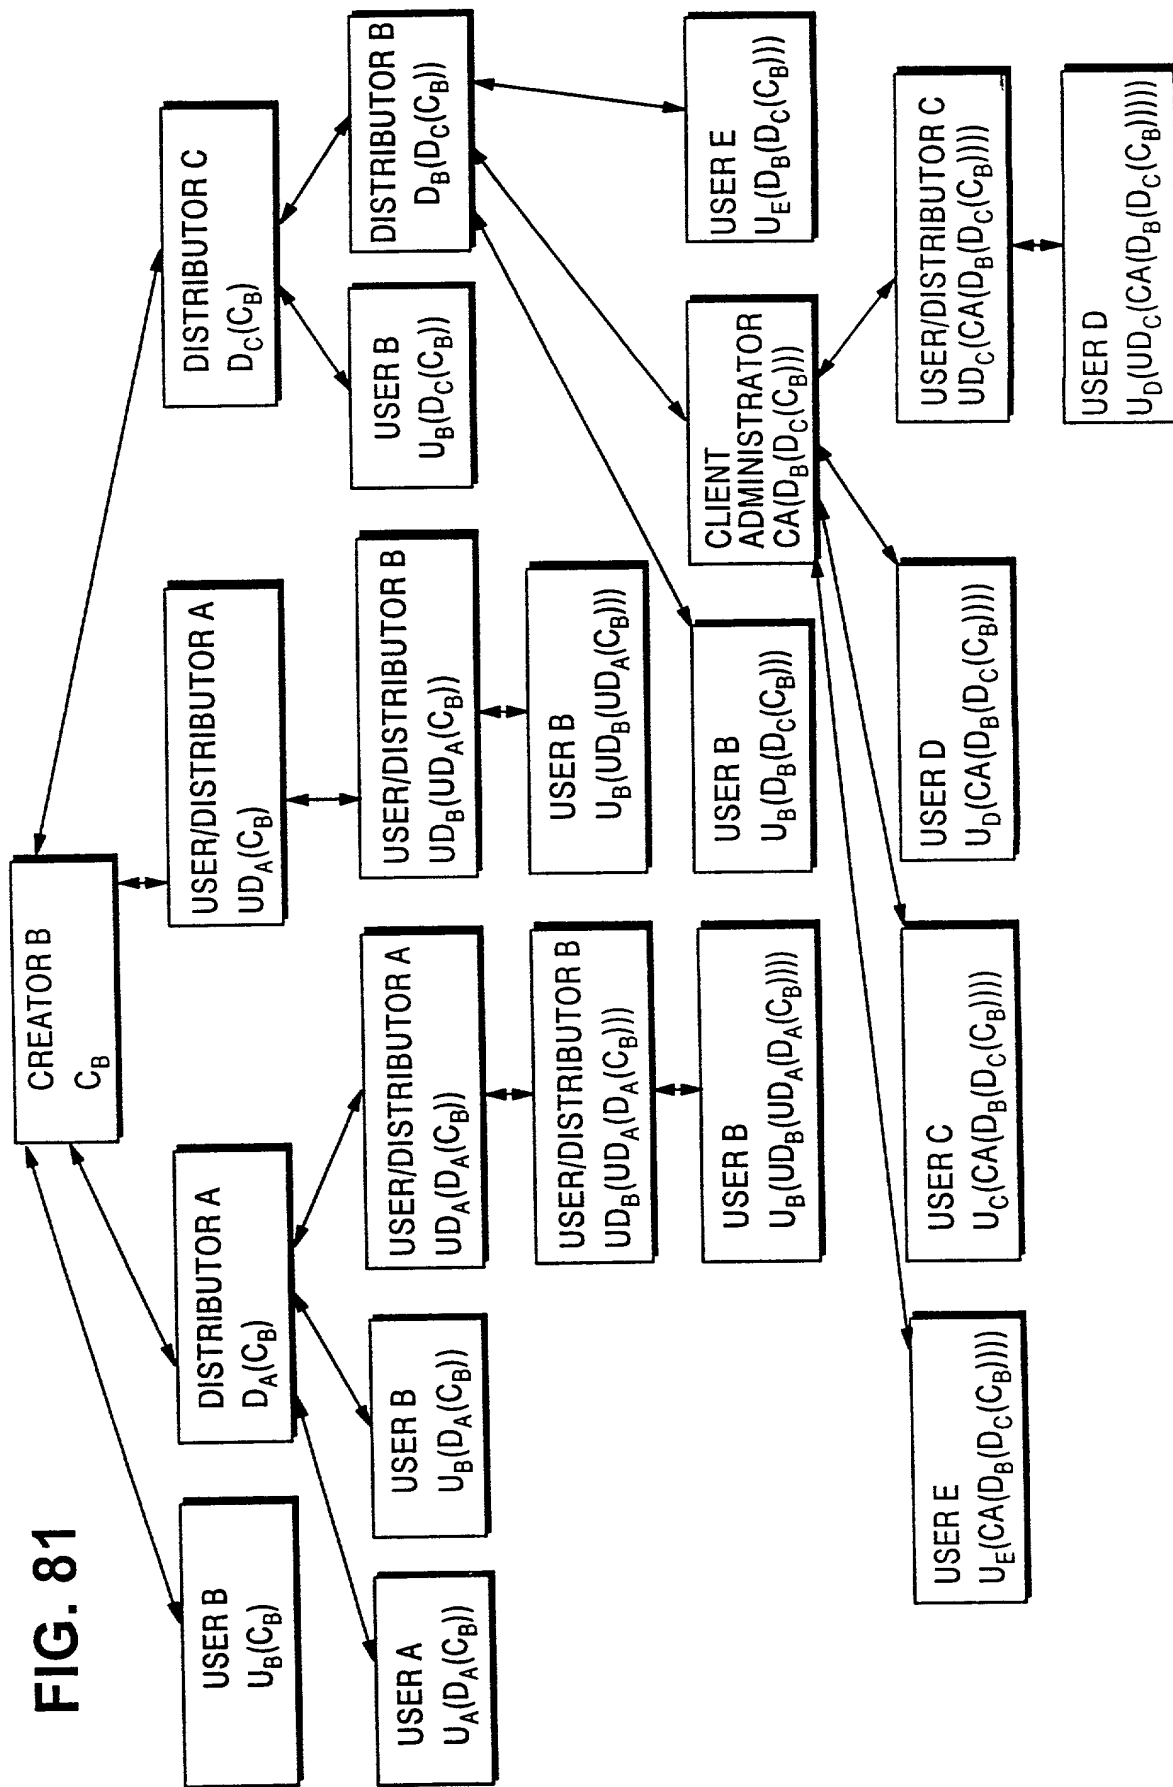 FIG. 81
CREATOR B
C_B
USER B
U_B(C_B)
DISTRIBUTOR A
D_A(C_B)
USER/DISTRIBUTOR A
UD_A(C_B)
DISTRIBUTOR C
D_C(C_B)
USER A
U_A(D_A(C_B))
USER B
U_B(D_A(C_B))
USER/DISTRIBUTOR A
UD_A(D_A(C_B))
USER/DISTRIBUTOR B
UD_B(UD_A(C_B))
USER B
U_B(D_C(C_B))
DISTRIBUTOR B
D_B(D_C(C_B))
USER/DISTRIBUTOR B
UD_B(UD_A(D_A(C_B)))
USER B
U_B(UD_B(UD_A(C_B)))
USER B
U_B(UD_B(UD_A(D_A(C_B))))
USER B
U_B(D_B(D_C(C_B)))
CLIENT
ADMINISTRATOR
CA(D_B(D_C(C_B)))
USER E
U_E(D_B(D_C(C_B)))
USER E
U_E(CA(D_B(D_C(C_B))))
USER C
U_C(CA(D_B(D_C(C_B))))
USER D
U_D(CA(D_B(D_C(C_B))))
USER/DISTRIBUTOR C
UD_C(CA(D_B(D_C(C_B))))
USER D
U_D(UD_C(CA(D_B(D_C(C_B)))))